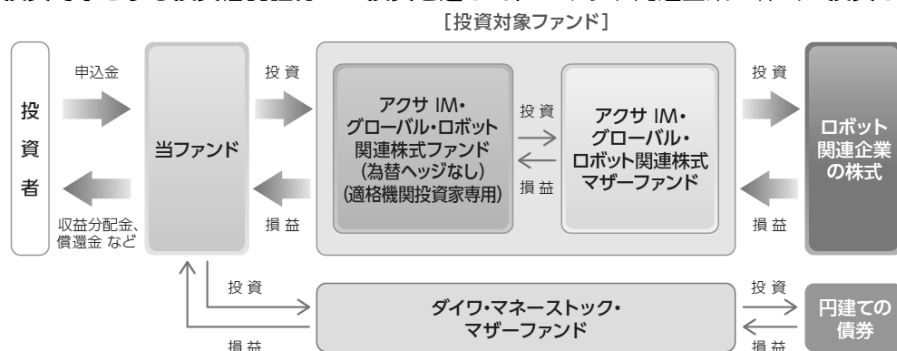 [投資対象ファンド]
投資者
申込金
収益分配金、
償還金 など
当ファンド
投 資
損 益
アクサ IM・
グローバル・ロボット
関連株式ファンド
(為替ヘッジなし)
(適格機関投資家専用)
投 資
損 益
アクサ IM・
グローバル・
ロボット関連株式
マザーファンド
投 資
損 益
ロボット
関連企業
の株式
投 資
損 益
ダイワ・マネーストック・
マザーファンド
投 資
損 益
円建ての
債券